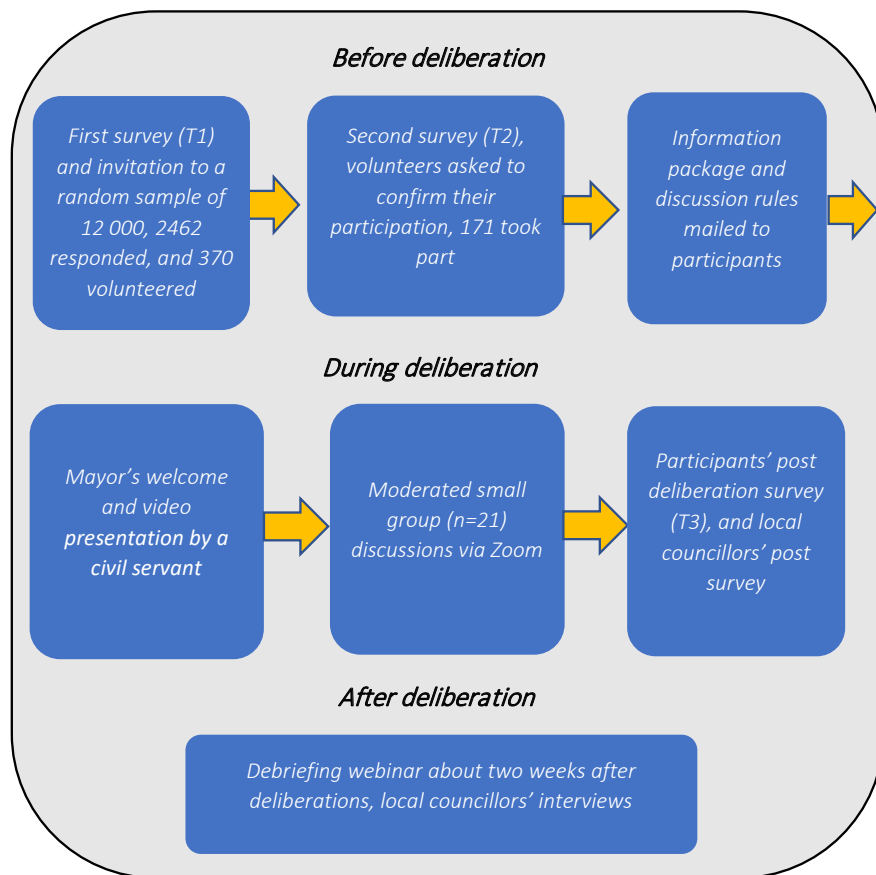 Before deliberation
First survey (T1)
and invitation to a
random sample of
12 000, 2462
responded, and 370
volunteered
Second survey (T2),
volunteers asked to
confirm their
participation, 171 took
part
Information
package and
discussion rules
mailed to
participants
During deliberation
Mayor’s welcome
and video
presentation by a
civil servant
Moderated small
group (n=21)
discussions via Zoom
Participants’ post
deliberation survey
(T3), and local
councillors’ post
survey
After deliberation
Debriefing webinar about two weeks after
deliberations, local councillors’ interviews